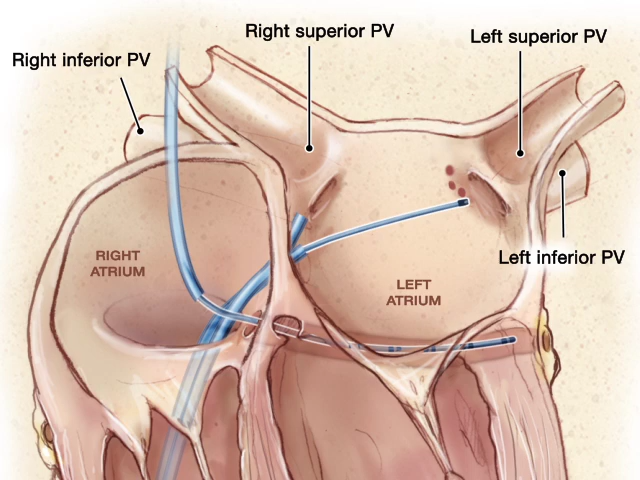 Right superior PV
Left superior PV
Right inferior PV
RIGHT
ATRIUM
LEFT
ATRIUM
Left inferior PV